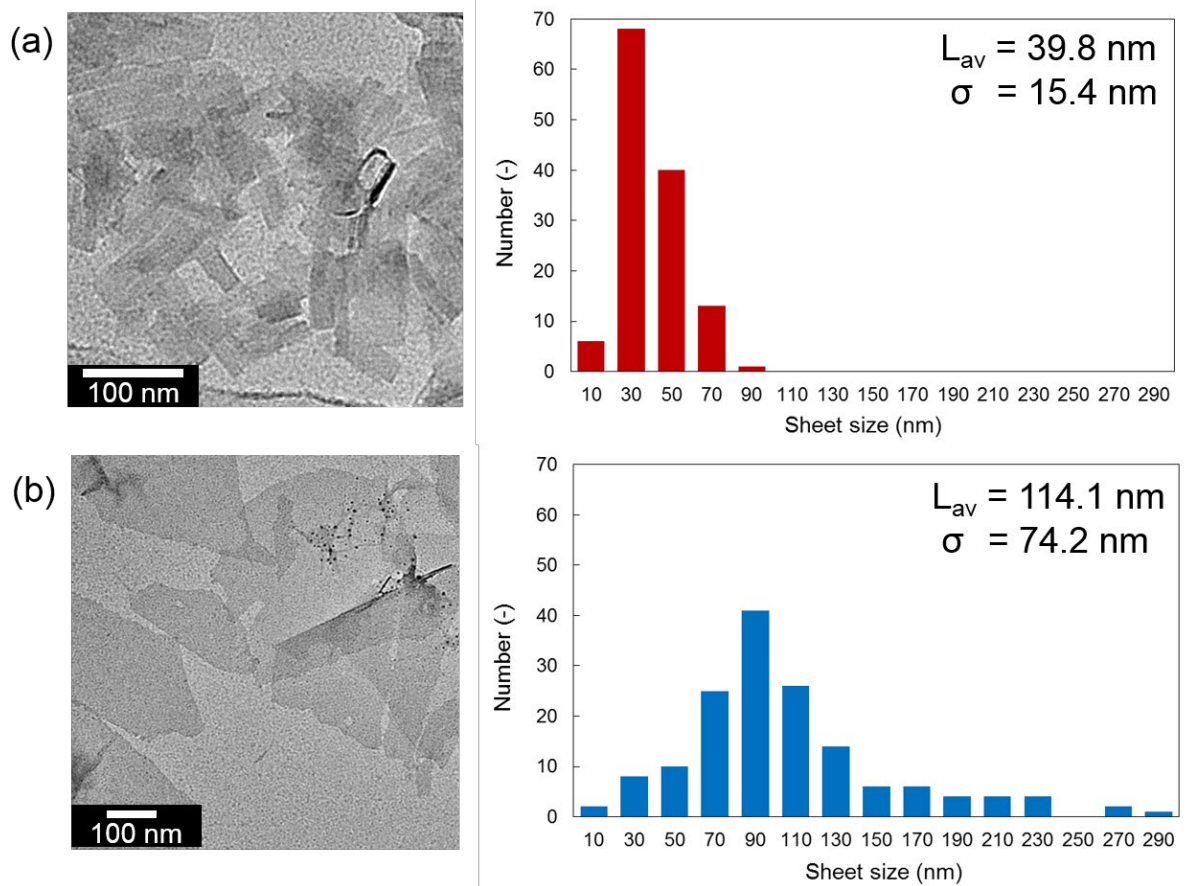 (a)
100 nm
70
60
50
40
30
20
10
0
Number (-)
L_av = 39.8 nm
σ = 15.4 nm
10 30 50 70 90 110 130 150 170 190 210 230 250 270 290
Sheet size (nm)
(b)
100 nm
70
60
50
40
30
20
10
0
Number (-)
L_av = 114.1 nm
σ = 74.2 nm
10 30 50 70 90 110 130 150 170 190 210 230 250 270 290
Sheet size (nm)